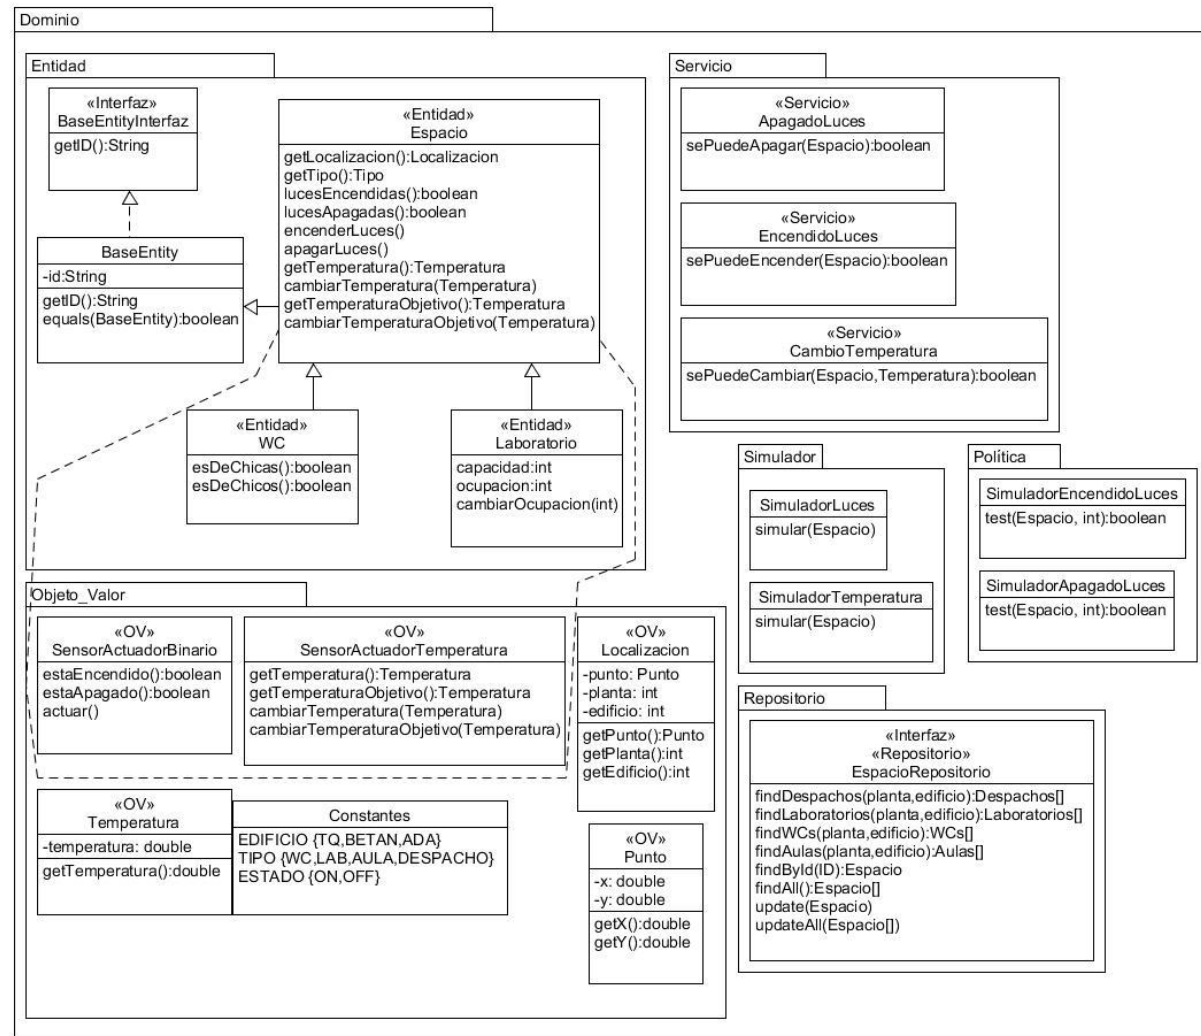 Dominio
Entidad
«Interfaz»
BaseEntityInterfaz
getID():String
BaseEntity
-id:String
getID():String
equals(BaseEntity):boolean
«Entidad»
Espacio
getLocalizacion():Localizacion
getTipo():Tipo
lucesEncendidas():boolean
lucesApagadas():boolean
encenderLuces()
apagarLuces()
getTemperatura():Temperatura
cambiarTemperatura(Temperatura)
getTemperaturaObjetivo():Temperatura
cambiarTemperaturaObjetivo(Temperatura)
«Entidad»
WC
esDeChicas():boolean
esDeChicos():boolean
«Entidad»
Laboratorio
capacidad:int
ocupacion:int
cambiarOcupacion(int)
Servicio
«Servicio»
ApagadoLuces
sePuedeApagar(Espacio):boolean
«Servicio»
EncendidoLuces
sePuedeEncender(Espacio):boolean
«Servicio»
CambioTemperatura
sePuedeCambiar(Espacio,Temperatura):boolean
Simulador
SimuladorLuces
simular(Espacio)
SimuladorTemperatura
simular(Espacio)
Política
SimuladorEncendidoLuces
test(Espacio, int):boolean
SimuladorApagadoLuces
test(Espacio, int):boolean
Objeto_Valor
«OV»
SensorActuadorBinario
estaEncendido():boolean
estaApagado():boolean
actuar()
«OV»
SensorActuadorTemperatura
getTemperatura():Temperatura
getTemperaturaObjetivo():Temperatura
cambiarTemperatura(Temperatura)
cambiarTemperaturaObjetivo(Temperatura)
«OV»
Localizacion
-punto: Punto
-planta: int
-edificio: int
getPunto():Punto
getPlanta():int
getEdificio():int
«OV»
Temperatura
-temperatura: double
getTemperatura():double
Constantes
EDIFICIO {TQ,BETAN,ADA}
TIPO {WC,LAB,AULA,DESPACHO}
ESTADO {ON,OFF}
«OV»
Punto
-x: double
-y: double
getX():double
getY():double
Repositorio
«Interfaz»
«Repositorio»
EspacioRepositorio
findDespachos(planta,edificio):Despachos[]
findLaboratorios(planta,edificio):Laboratorios[]
findWCs(planta,edificio):WCs[]
findAulas(planta,edificio):Aulas[]
findById(ID):Espacio
findAll():Espacio[]
update(Espacio)
updateAll(Espacio[])